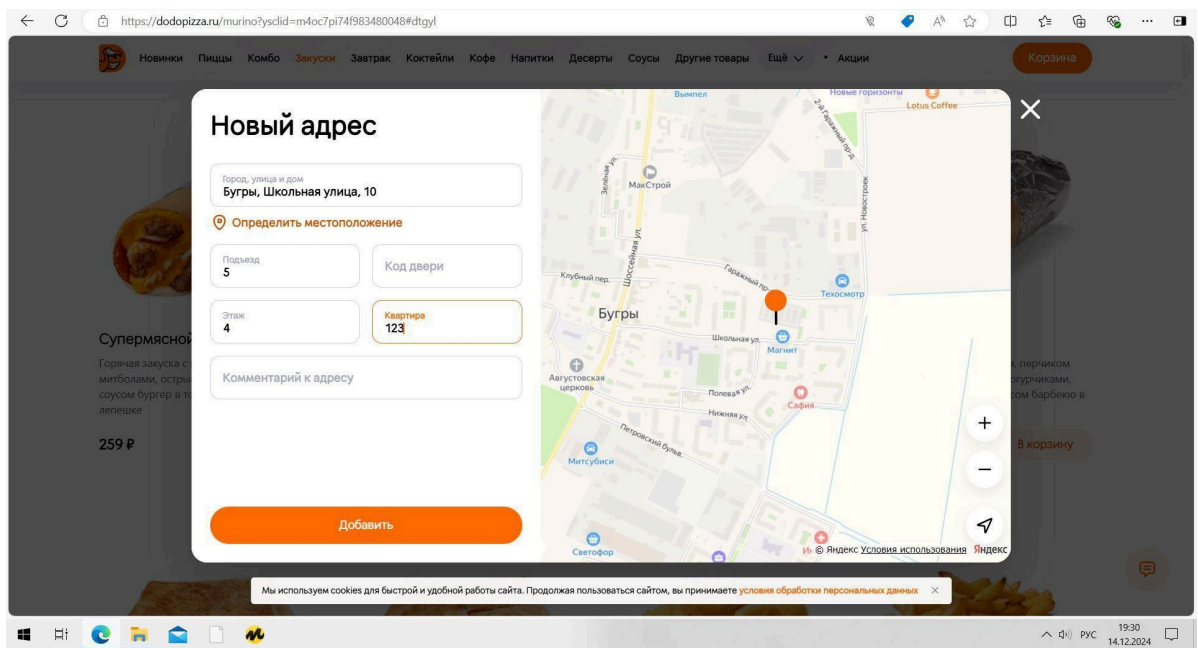 https://dodopizza.ru/murino?ysclid=m4oc7pi74f983480048#dtgyl
Новинки Пиццы Комбо Закуски Завтрак Коктейли Кофе Напитки Десерты Соусы Другие товары Ещё • Акции
Корзина
Новый адрес
Город, улица и дом
Бугры, Школьная улица, 10
Определить местоположение
Подъезд
5
Код двери
Этаж
4
Квартира
123
Комментарий к адресу
Добавить
Вымпел
Новые горизонты
Lotus Coffee
2-й Гаражный пр-д
Зелёная ул.
МакСтрой
ул. Новостроек
Шоссейная ул.
Клубный пер.
Гаражный пр.
Техосмотр
Бугры
Школьная ул.
Магнит
Августовская
церковь
Полевая ул.
Сафия
Нижняя ул.
Петровский бульв.
Митсубиси
Светофор
© Яндекс Условия использования Яндекс
Супермясной
Горячая закуска с
митболами, остры
соусом бургер в то
лепешке
259 ₽
, перчиком
огурчиками,
сом барбекю в
В корзину
Мы используем cookies для быстрой и удобной работы сайта. Продолжая пользоваться сайтом, вы принимаете условия обработки персональных данных
РУС
19:30
14.12.2024